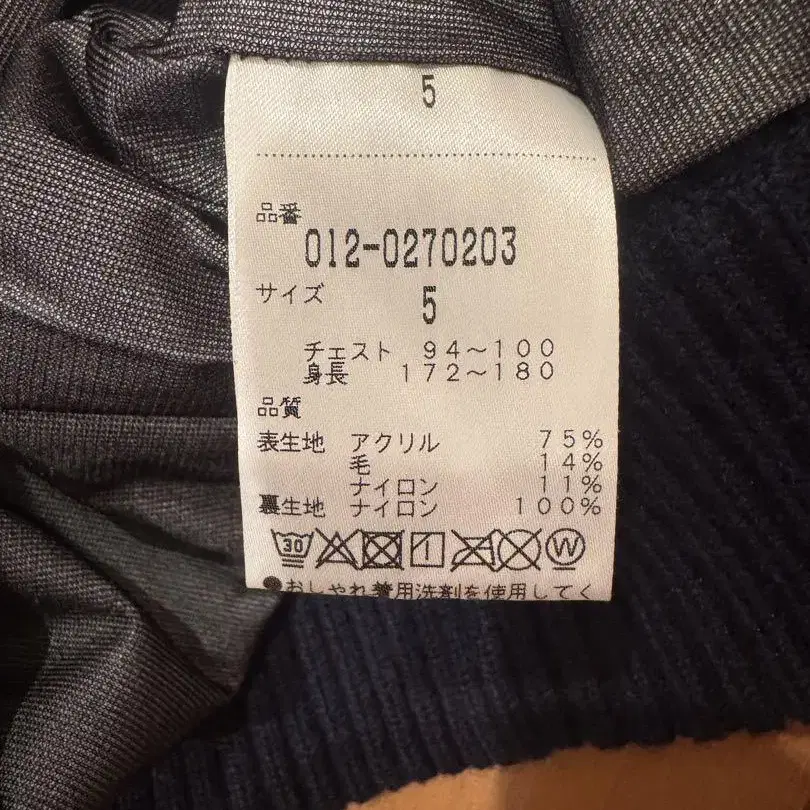 5
品番
012-0270203
サイズ
5
チェスト 94～100
身長 172～180
品質
表生地 アクリル 75%
毛 14%
ナイロン 11%
裏生地 ナイロン 100%
30 W
●おしゃれ着用洗剤を使用してく